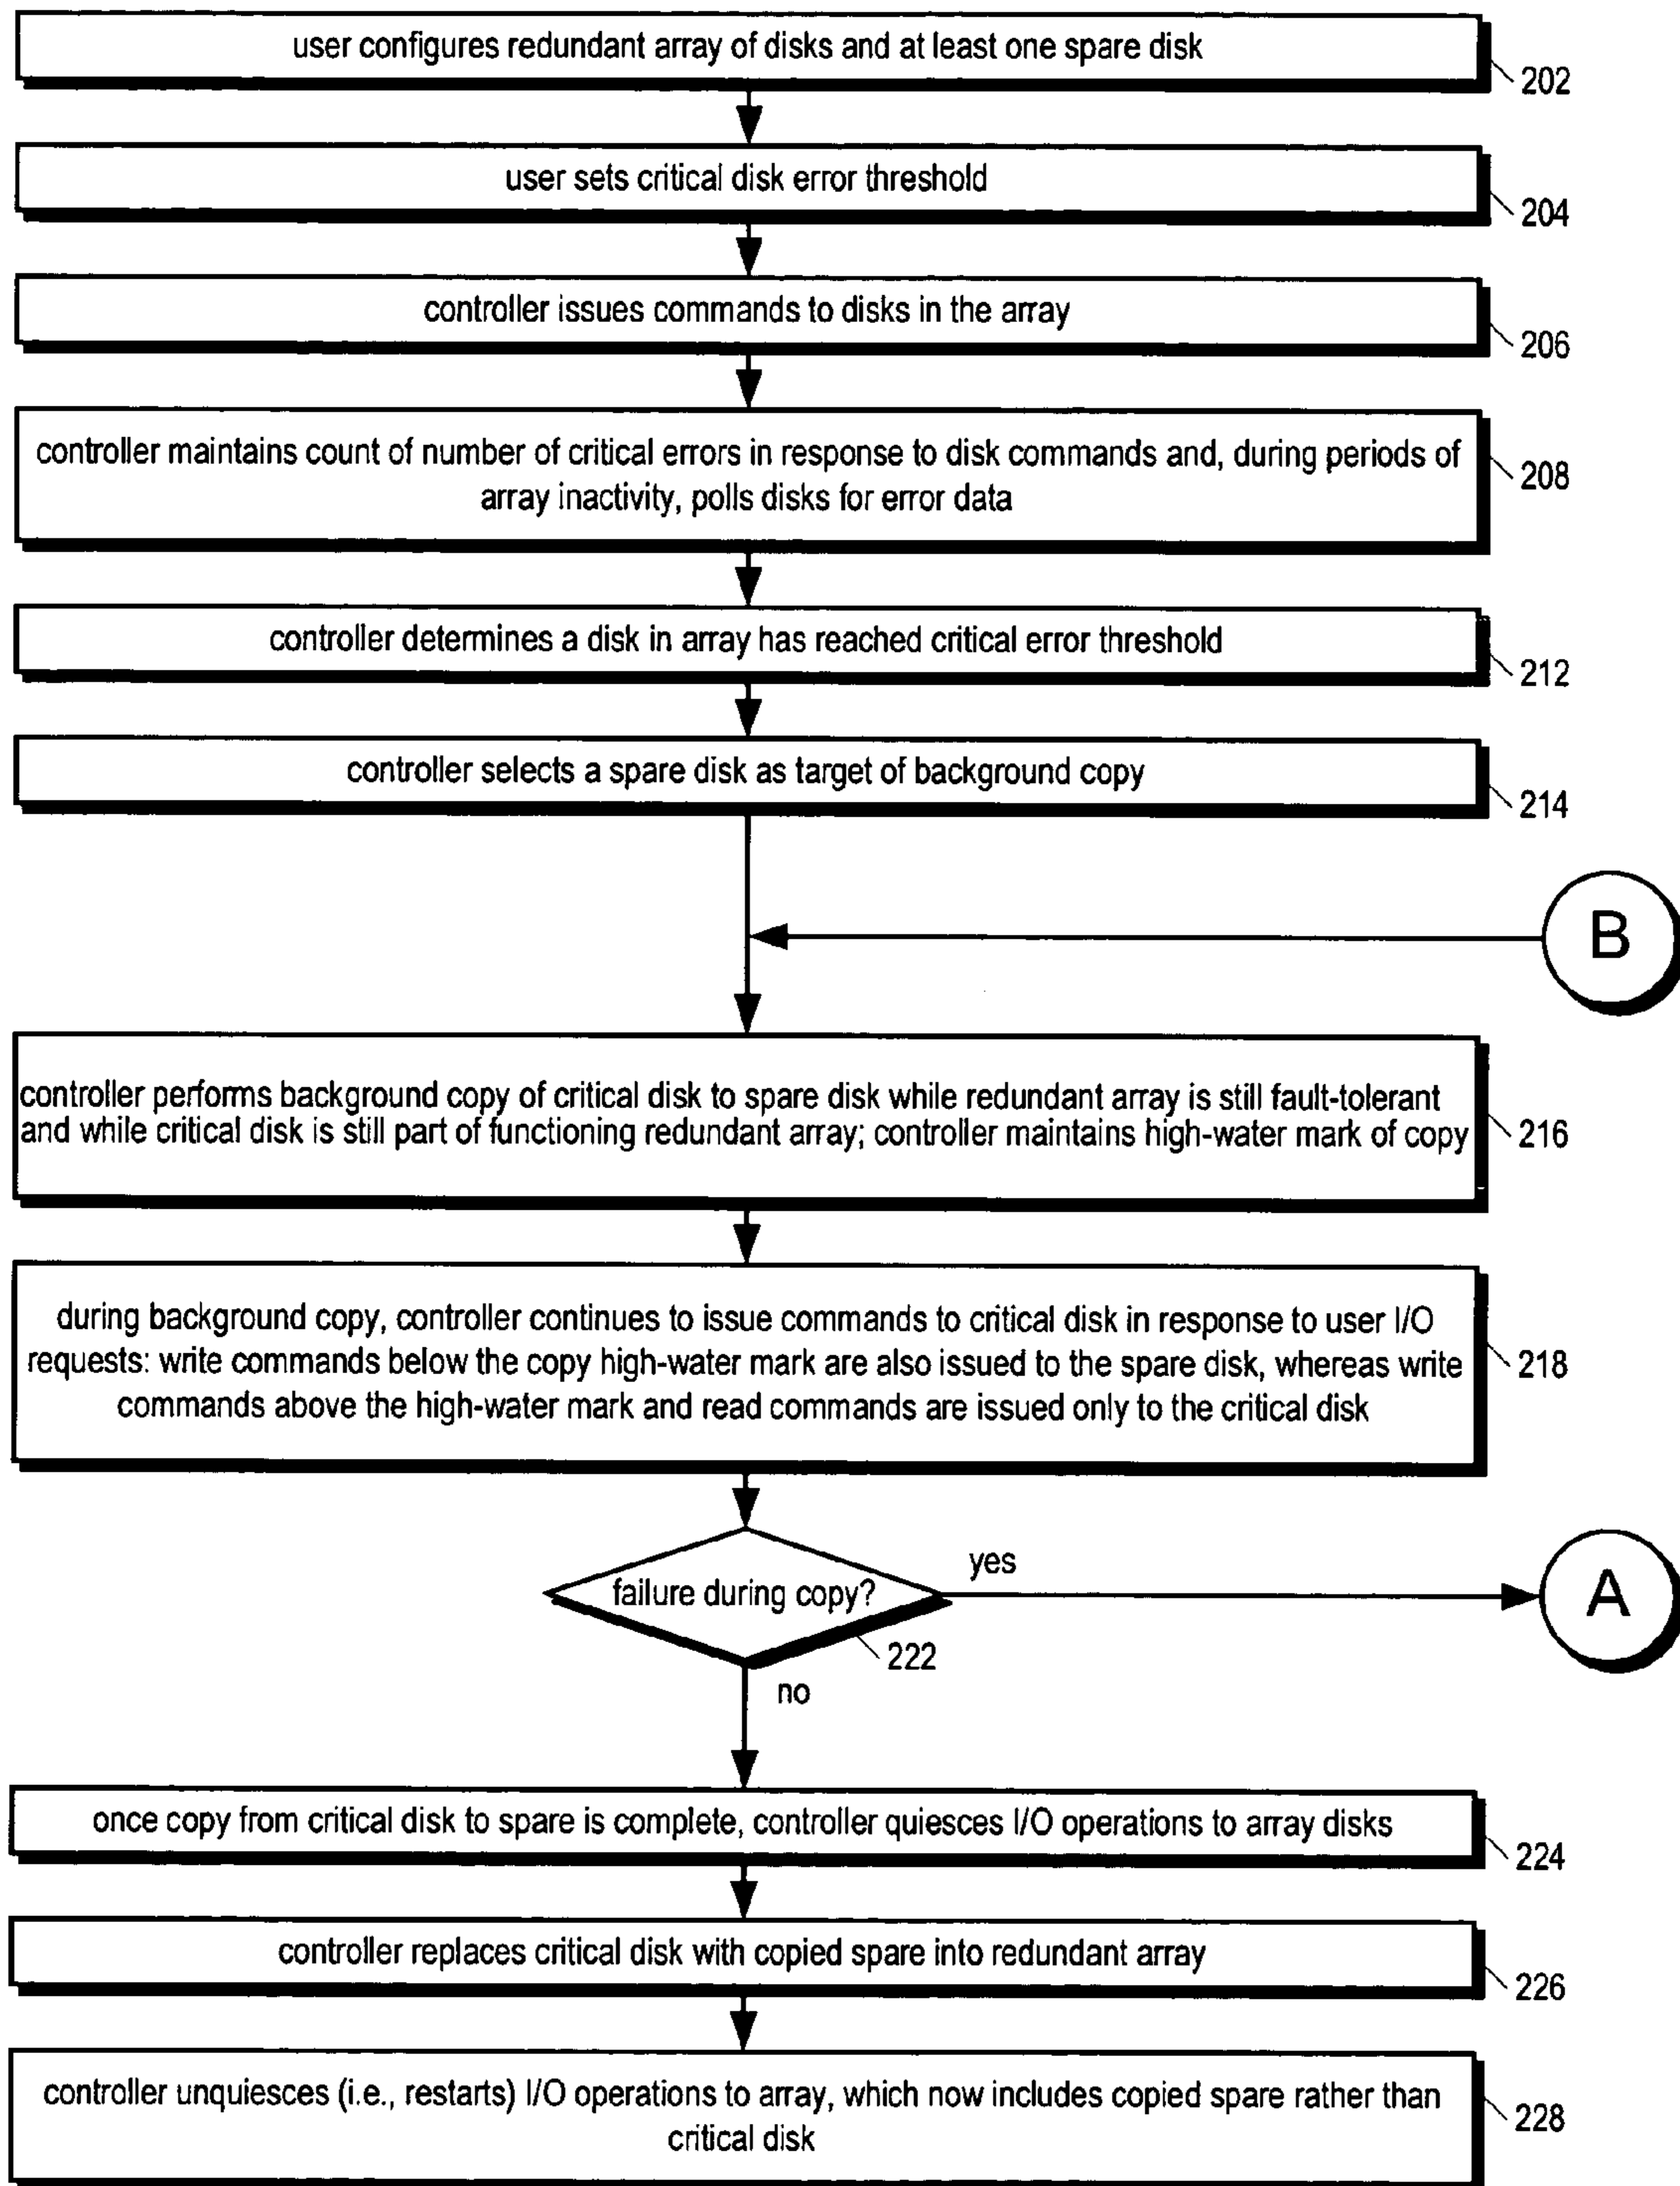 user configures redundant array of disks and at least one spare disk
202
user sets critical disk error threshold
204
controller issues commands to disks in the array
206
controller maintains count of number of critical errors in response to disk commands and, during periods of
array inactivity, polls disks for error data
208
controller determines a disk in array has reached critical error threshold
212
controller selects a spare disk as target of background copy
214
B
controller performs background copy of critical disk to spare disk while redundant array is still fault-tolerant
and while critical disk is still part of functioning redundant array; controller maintains high-water mark of copy
216
during background copy, controller continues to issue commands to critical disk in response to user I/O
requests: write commands below the copy high-water mark are also issued to the spare disk, whereas write
commands above the high-water mark and read commands are issued only to the critical disk
218
failure during copy?
yes
A
222
no
once copy from critical disk to spare is complete, controller quiesces I/O operations to array disks
224
controller replaces critical disk with copied spare into redundant array
226
controller unquiesces (i.e., restarts) I/O operations to array, which now includes copied spare rather than
critical disk
228